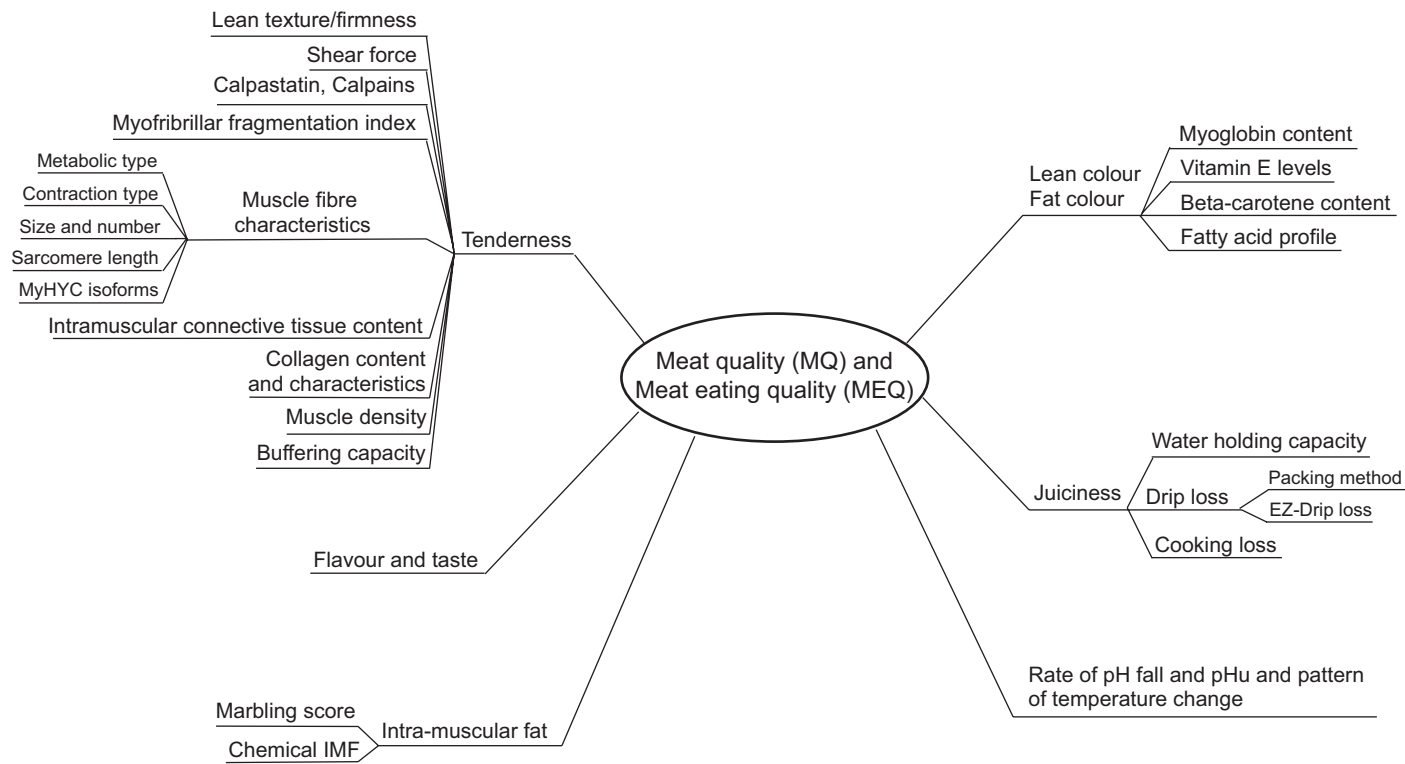 Lean texture/firmness
Shear force
Calpastatin, Calpains
Myofribrillar fragmentation index
Metabolic type
Contraction type
Size and number
Sarcomere length
MyHYC isoforms
Muscle fibre
characteristics
Tenderness
Intramuscular connective tissue content
Collagen content
and characteristics
Muscle density
Buffering capacity
Flavour and taste
Marbling score
Chemical IMF
Intra-muscular fat
Meat quality (MQ) and
Meat eating quality (MEQ)
Lean colour
Fat colour
Myoglobin content
Vitamin E levels
Beta-carotene content
Fatty acid profile
Juiciness
Water holding capacity
Drip loss
Packing method
EZ-Drip loss
Cooking loss
Rate of pH fall and pHu and pattern
of temperature change